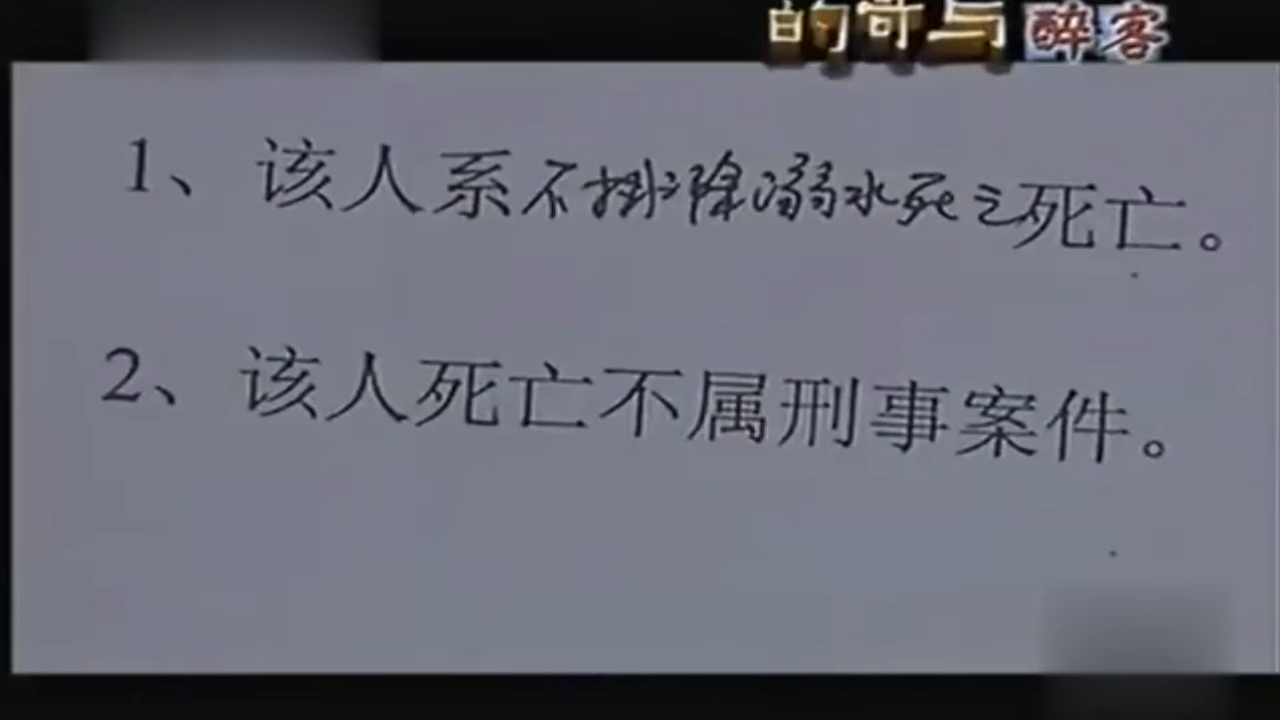 的哥与醉客
1、该人系不排除溺水死之死亡。
2、该人死亡不属刑事案件。